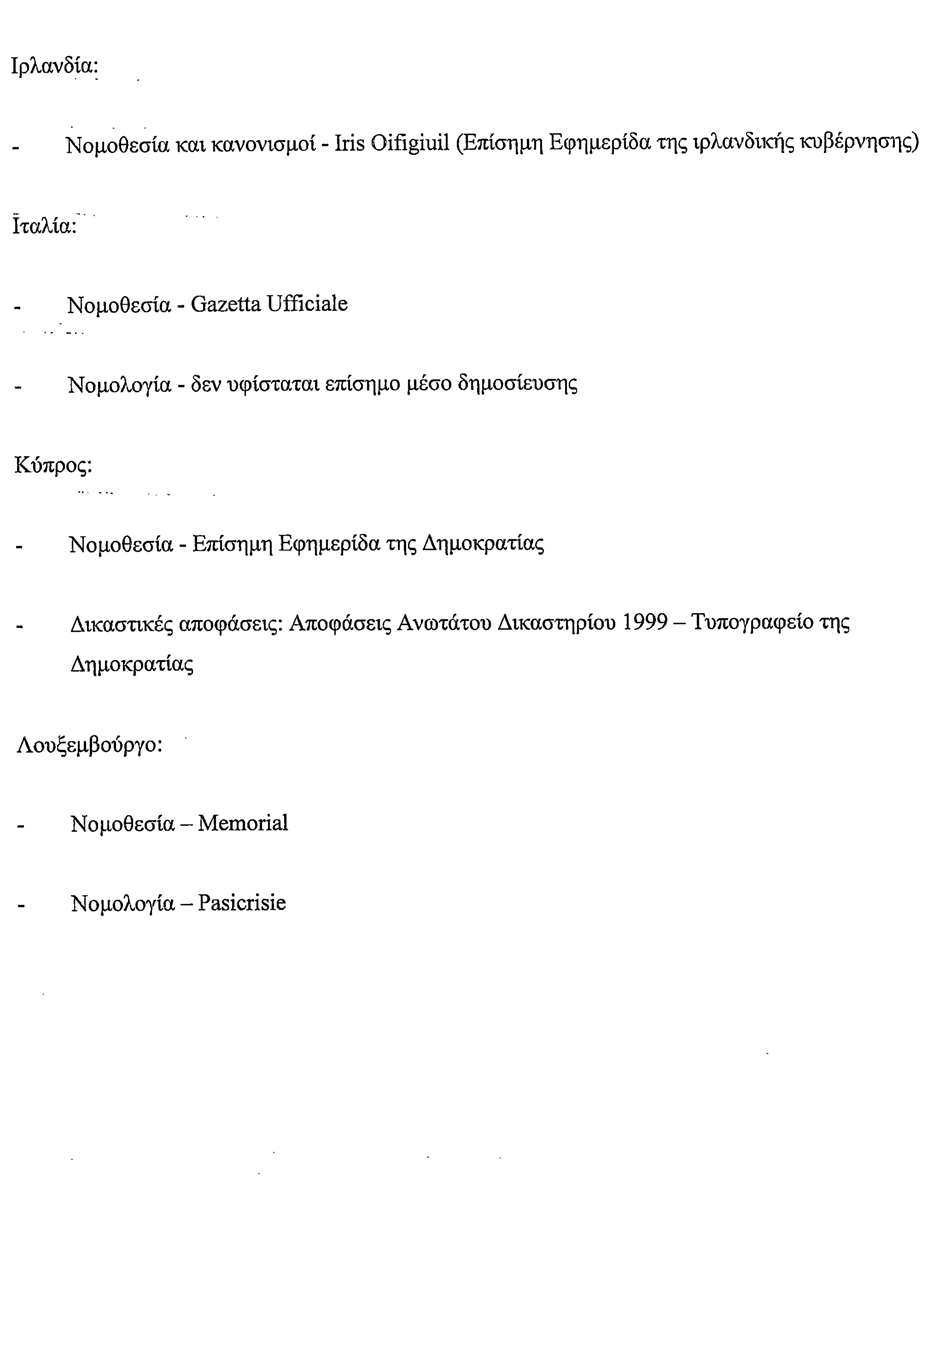 Ιρλανδία:
- Νομοθεσία και κανονισμοί - Iris Oifigiuil (Επίσημη Εφημερίδα της ιρλανδικής κυβέρνησης)
Ιταλία:
- Νομοθεσία - Gazetta Ufficiale
- Νομολογία - δεν υφίσταται επίσημο μέσο δημοσίευσης
Κύπρος:
- Νομοθεσία - Επίσημη Εφημερίδα της Δημοκρατίας
- Δικαστικές αποφάσεις: Αποφάσεις Ανωτάτου Δικαστηρίου 1999 – Τυπογραφείο της
Δημοκρατίας
Λουξεμβούργο:
- Νομοθεσία – Memorial
- Νομολογία – Pasicrisie